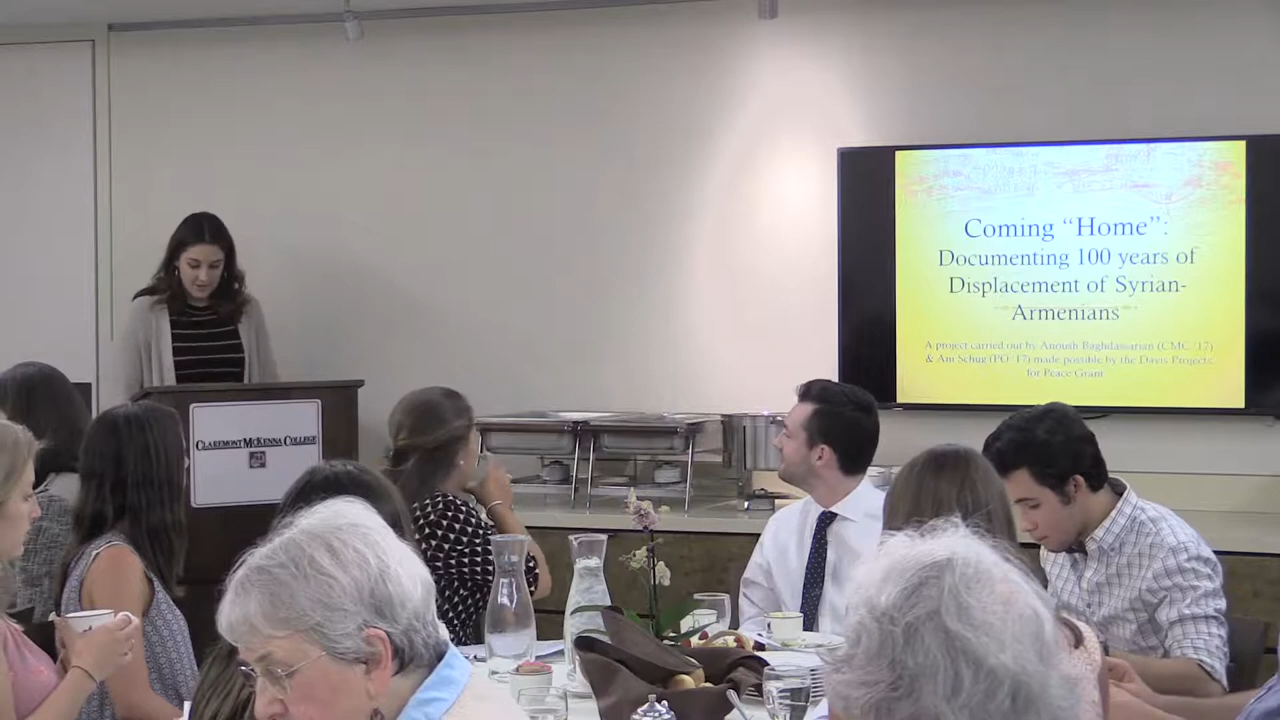 CLAREMONT MCKENNA COLLEGE
Coming “Home”:
Documenting 100 years of
Displacement of Syrian-
Armenians
A project carried out by Anoush Baghdassarian (CMC '17)
& Ani Schug (PO '17) made possible by the Davis Projects
for Peace Grant